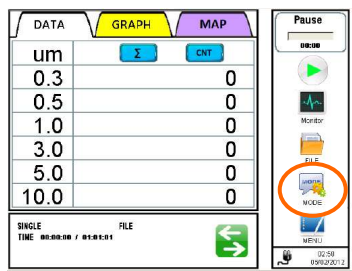 DATA GRAPH MAP
um Σ CNT
0.3 0
0.5 0
1.0 0
3.0 0
5.0 0
10.0 0
SINGLE FILE
TIME 00:00:00 / 01:01:01
Pause
00:00
Monitor
FILE
MODE
MODE
MENU
02:50
05/02/2012